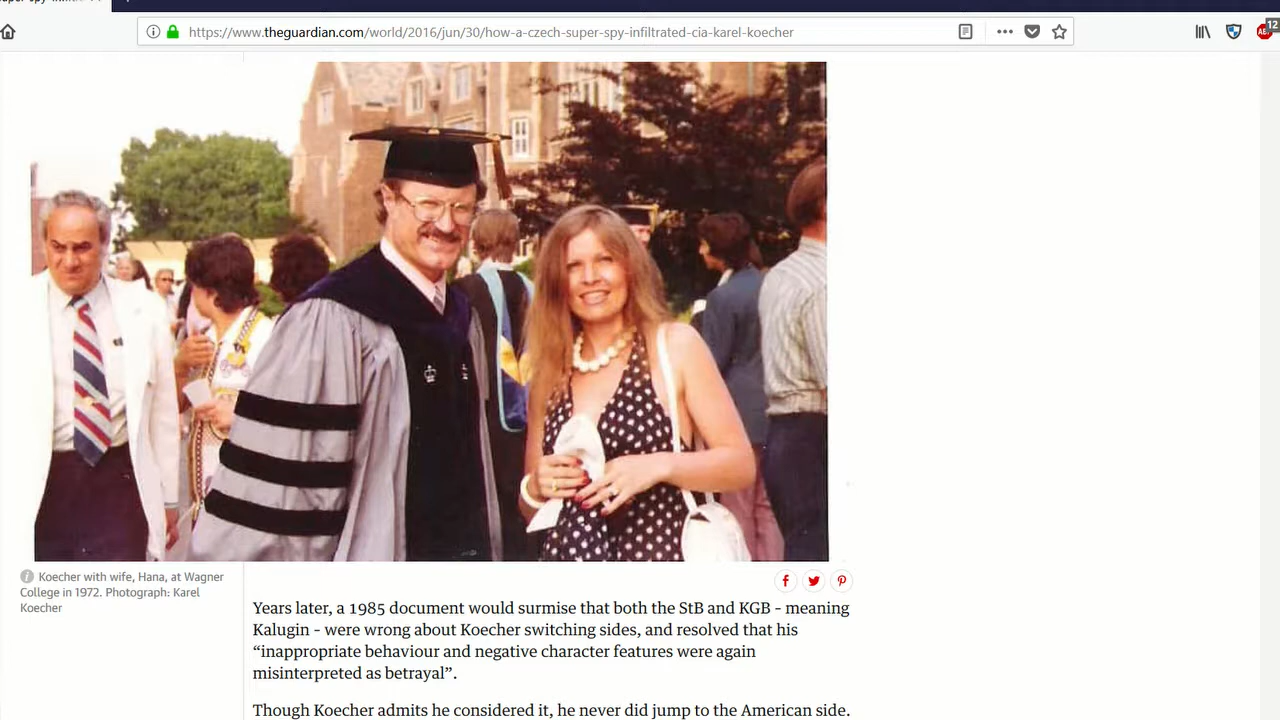 https://www.theguardian.com/world/2016/jun/30/how-a-czech-super-spy-infiltrated-cia-karel-koecher
12
Koecher with wife, Hana, at Wagner
College in 1972. Photograph: Karel
Koecher
Years later, a 1985 document would surmise that both the StB and KGB – meaning
Kalugin – were wrong about Koecher switching sides, and resolved that his
“inappropriate behaviour and negative character features were again
misinterpreted as betrayal”.
Though Koecher admits he considered it, he never did jump to the American side.